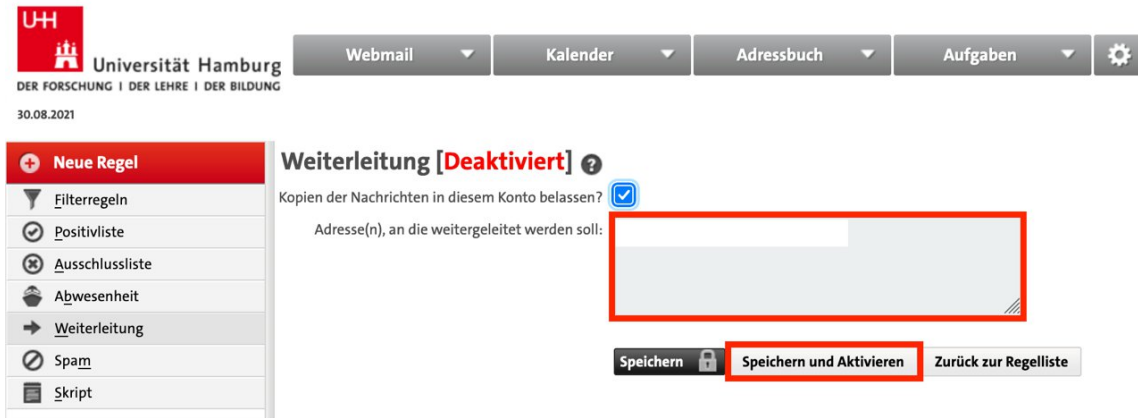 UH
Universität Hamburg
DER FORSCHUNG | DER LEHRE | DER BILDUNG
Webmail
Kalender
Adressbuch
Aufgaben
30.08.2021
Neue Regel
Filterregeln
Positivliste
Ausschlussliste
Abwesenheit
Weiterleitung
Spam
Skript
Weiterleitung [Deaktiviert] ?
Kopien der Nachrichten in diesem Konto belassen?
Adresse(n), an die weitergeleitet werden soll:
Speichern
Speichern und Aktivieren
Zurück zur Regelliste